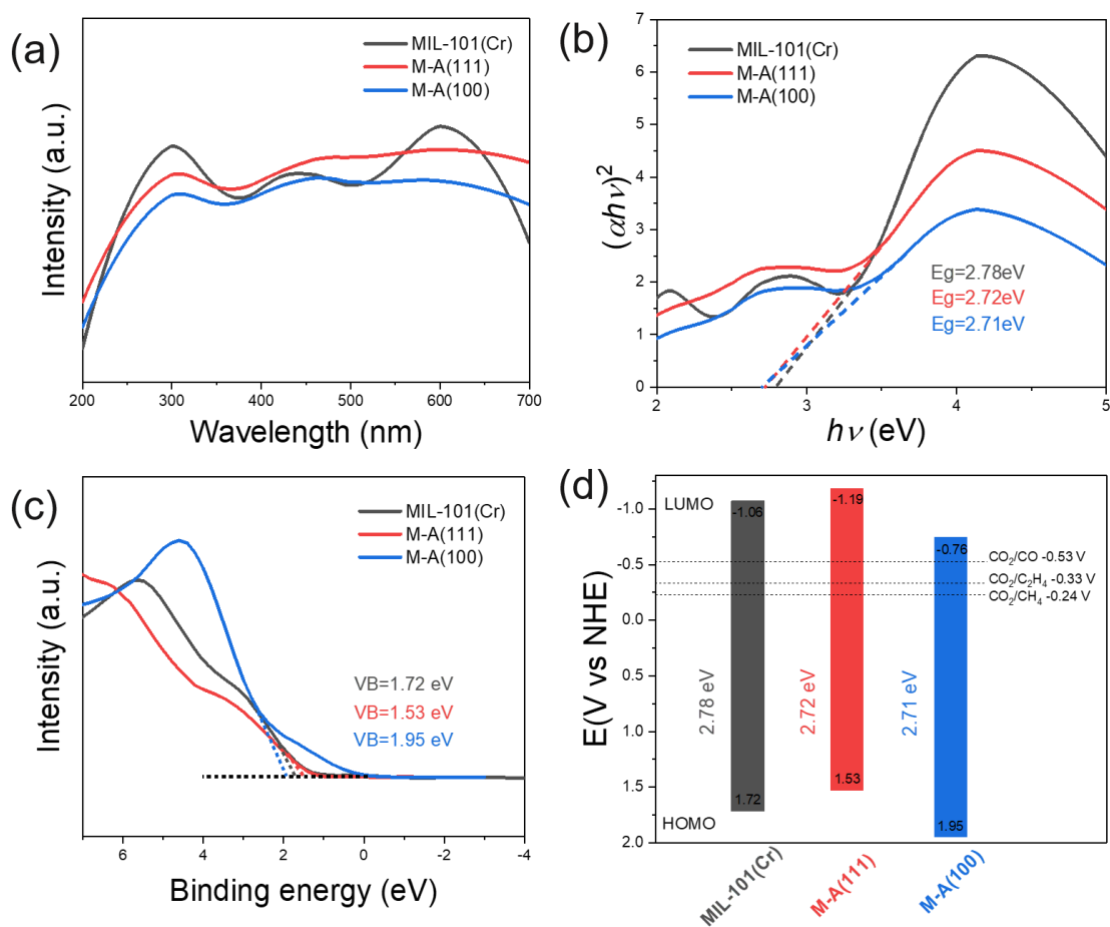 (a)
MIL-101(Cr)
M-A(111)
M-A(100)
Intensity (a.u.)
200 300 400 500 600 700
Wavelength (nm)
(b)
MIL-101(Cr)
M-A(111)
M-A(100)
(αhν)²
7
6
5
4
3
2
1
0
Eg=2.78eV
Eg=2.72eV
Eg=2.71eV
2 3 4 5
hν (eV)
(c)
MIL-101(Cr)
M-A(111)
M-A(100)
Intensity (a.u.)
VB=1.72 eV
VB=1.53 eV
VB=1.95 eV
6 4 2 0 -2 -4
Binding energy (eV)
(d)
E(V vs NHE)
-1.0
-0.5
0.0
0.5
1.0
1.5
2.0
LUMO
HOMO
-1.06
-1.19
-0.76
CO₂/CO -0.53 V
CO₂/C₂H₄ -0.33 V
CO₂/CH₄ -0.24 V
2.78 eV
2.72 eV
2.71 eV
1.72
1.53
1.95
MIL-101(Cr)
M-A(111)
M-A(100)